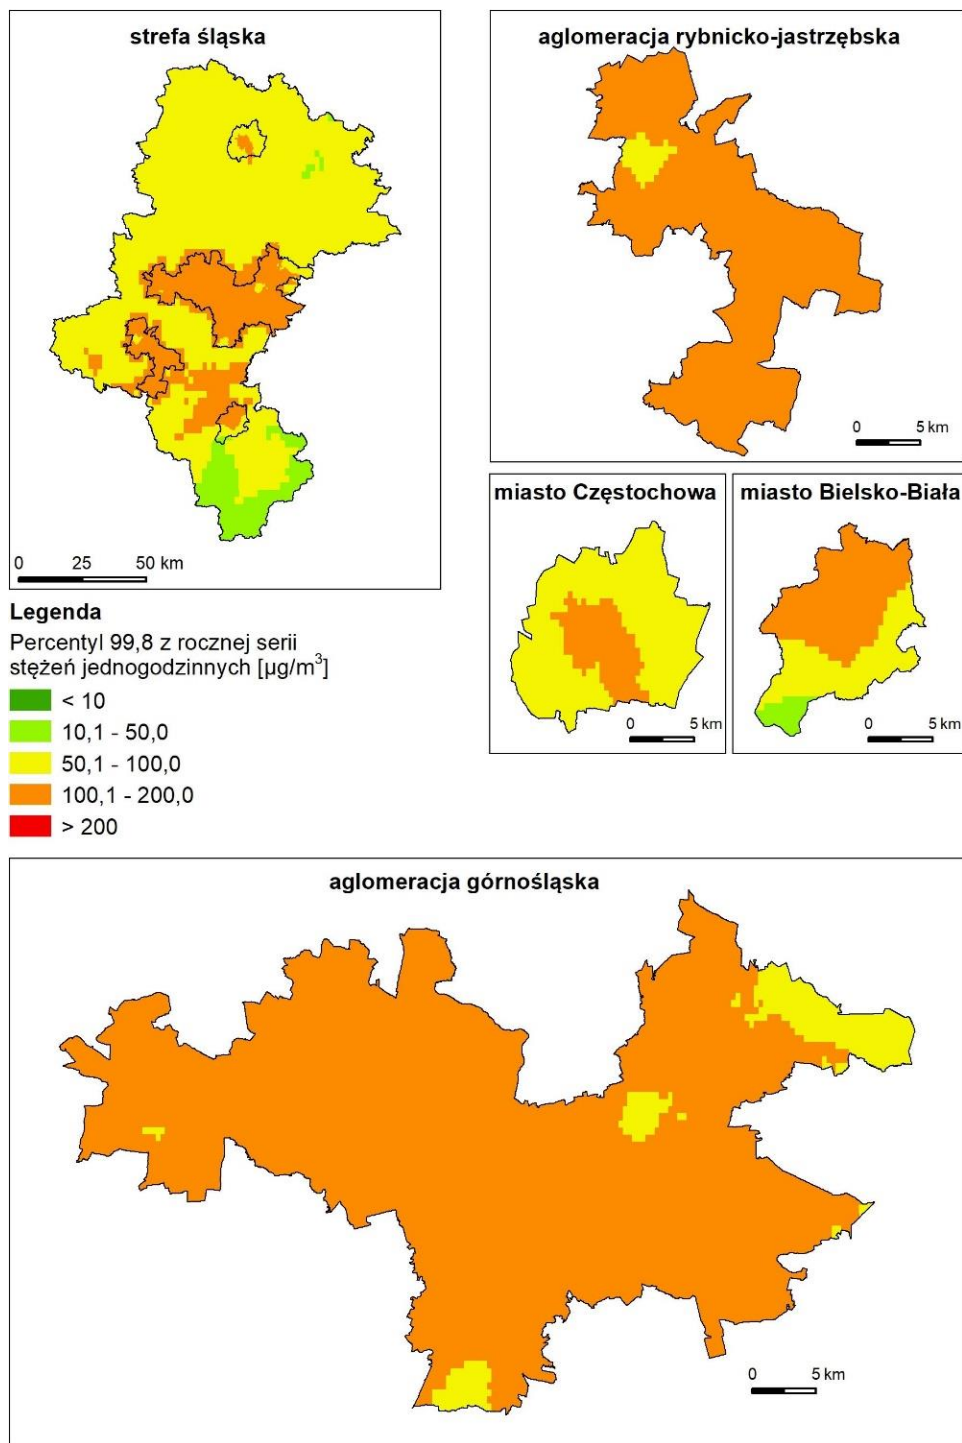 strefa śląska
0 25 50 km
aglomeracja rybnicko-jastrzębska
0 5 km
miasto Częstochowa
0 5 km
miasto Bielsko-Biała
0 5 km
Legenda
Percentyl 99,8 z rocznej serii
stężeń jednogodzinnych [µg/m³]
< 10
10,1 - 50,0
50,1 - 100,0
100,1 - 200,0
> 200
aglomeracja górnośląska
0 5 km